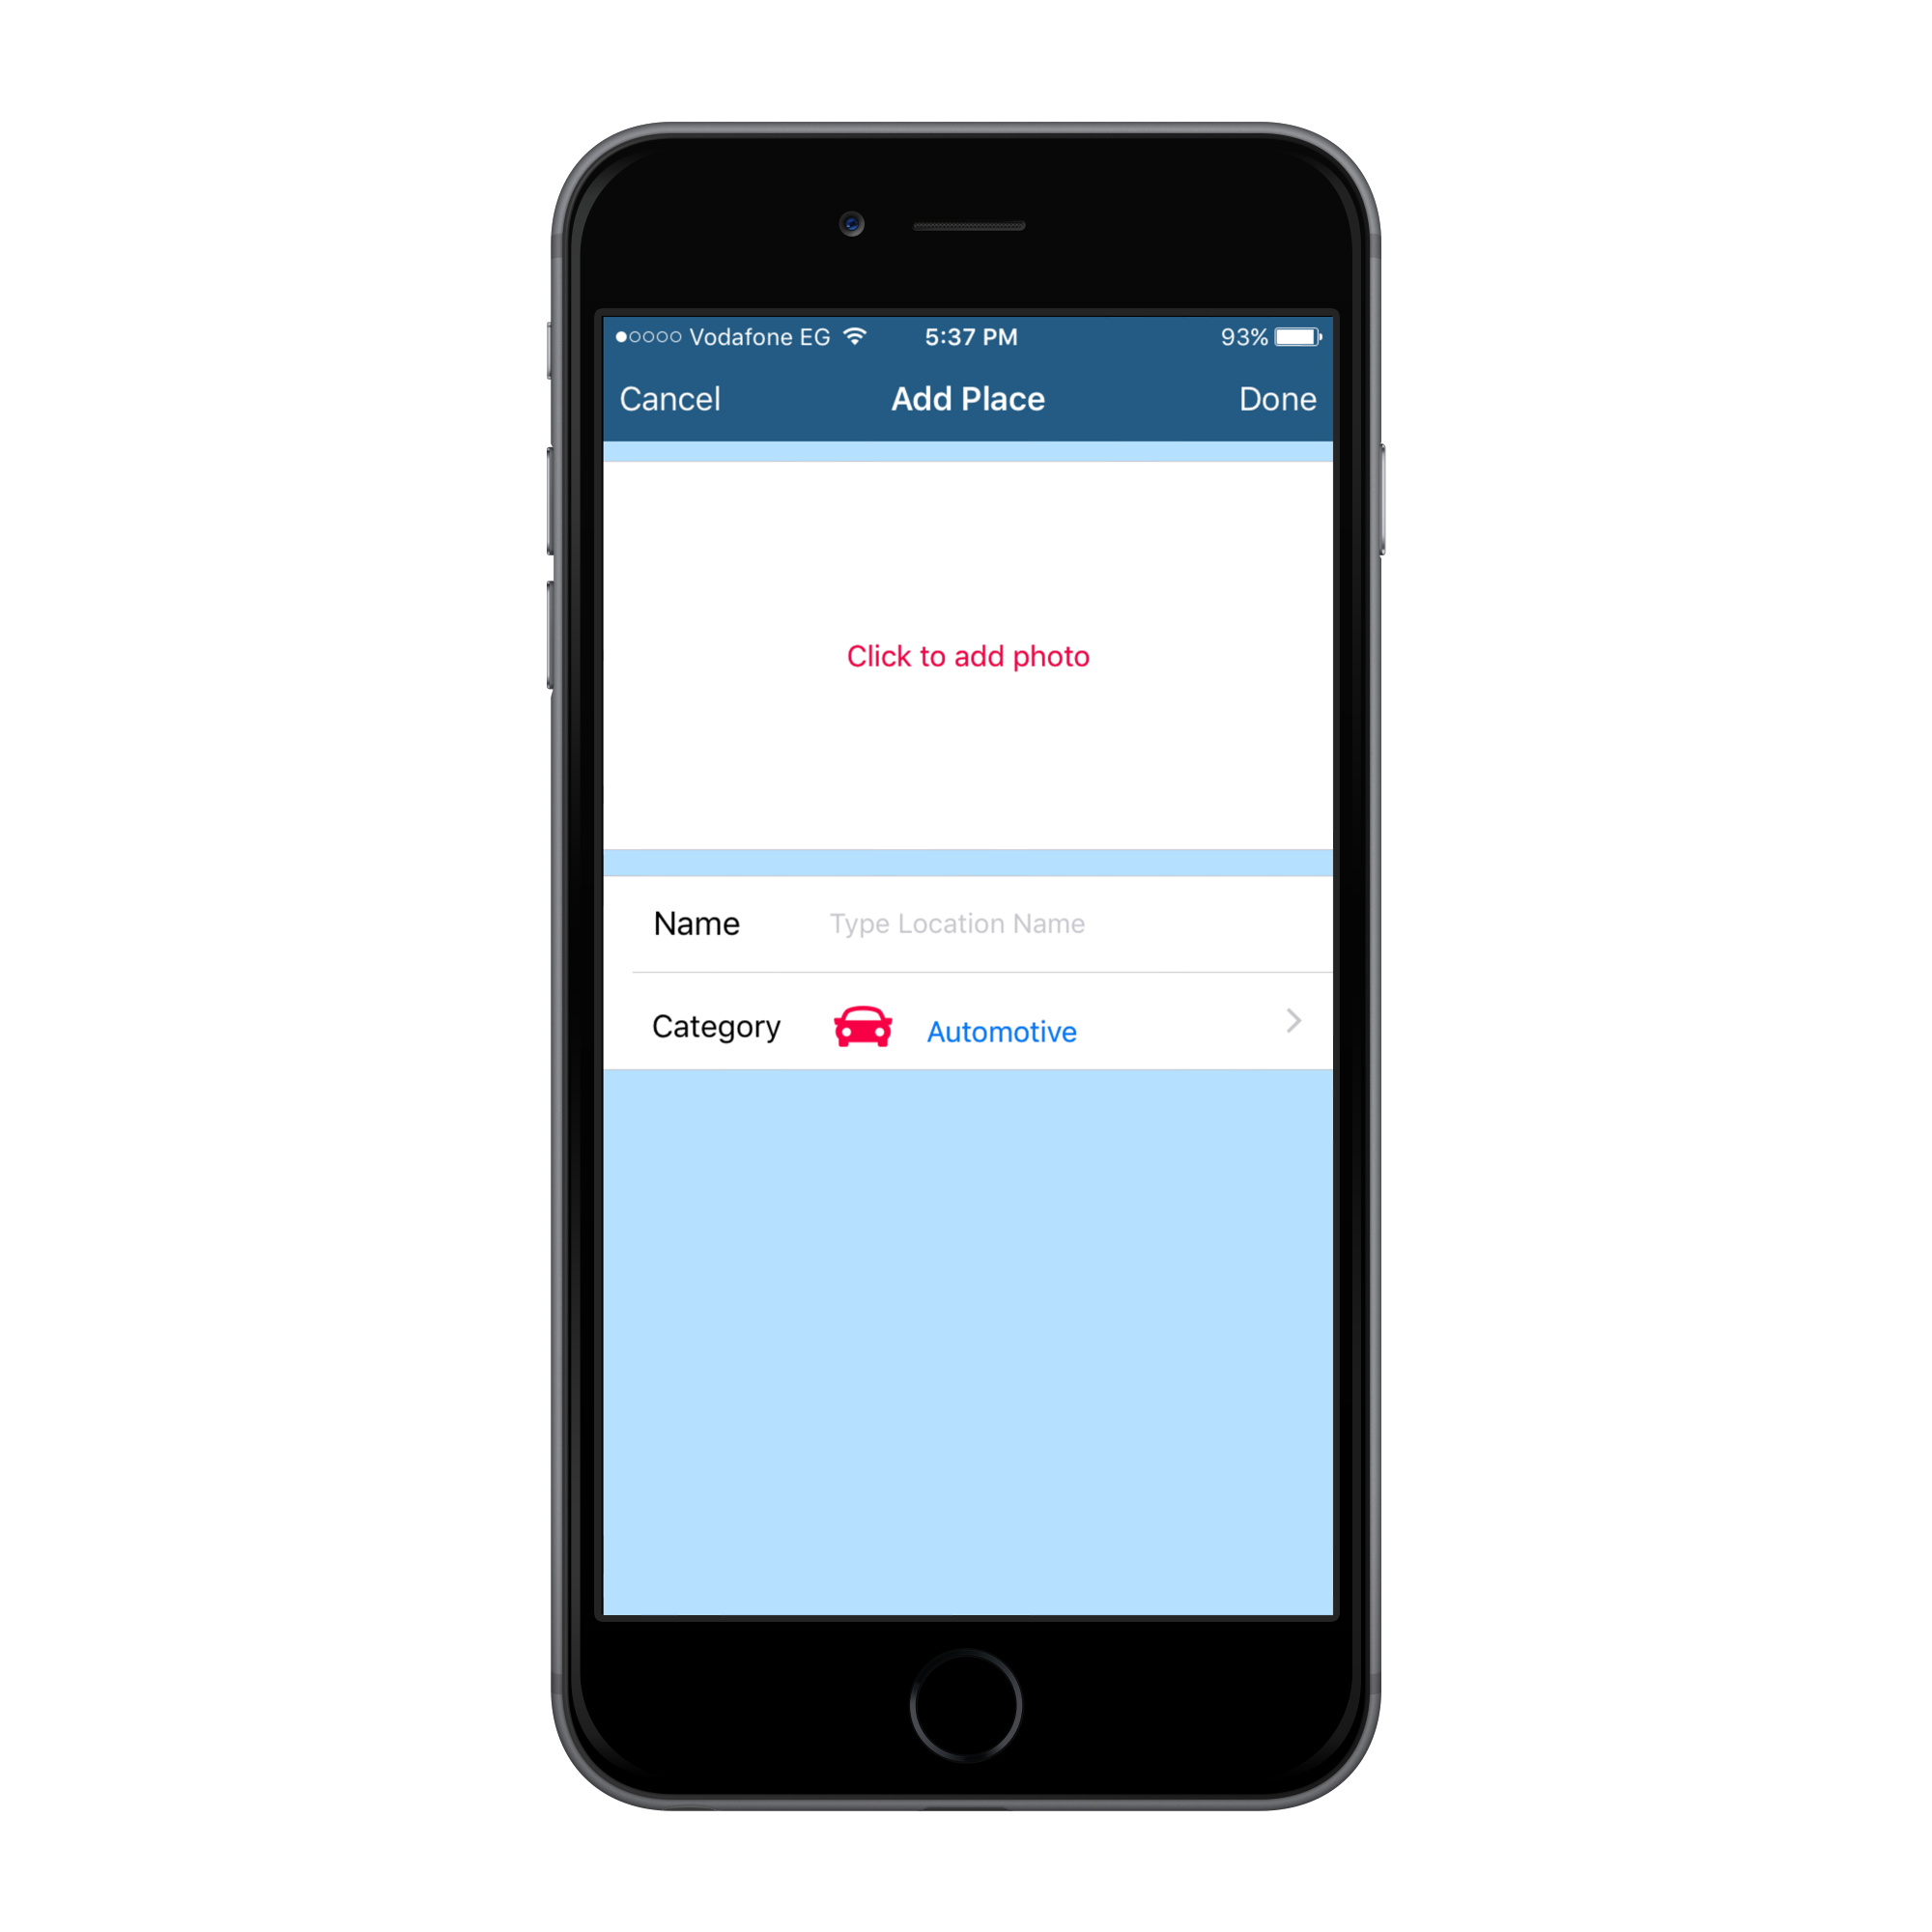 Vodafone EG 5:37 PM 93%
Cancel Add Place Done
Click to add photo
Name Type Location Name
Category Automotive